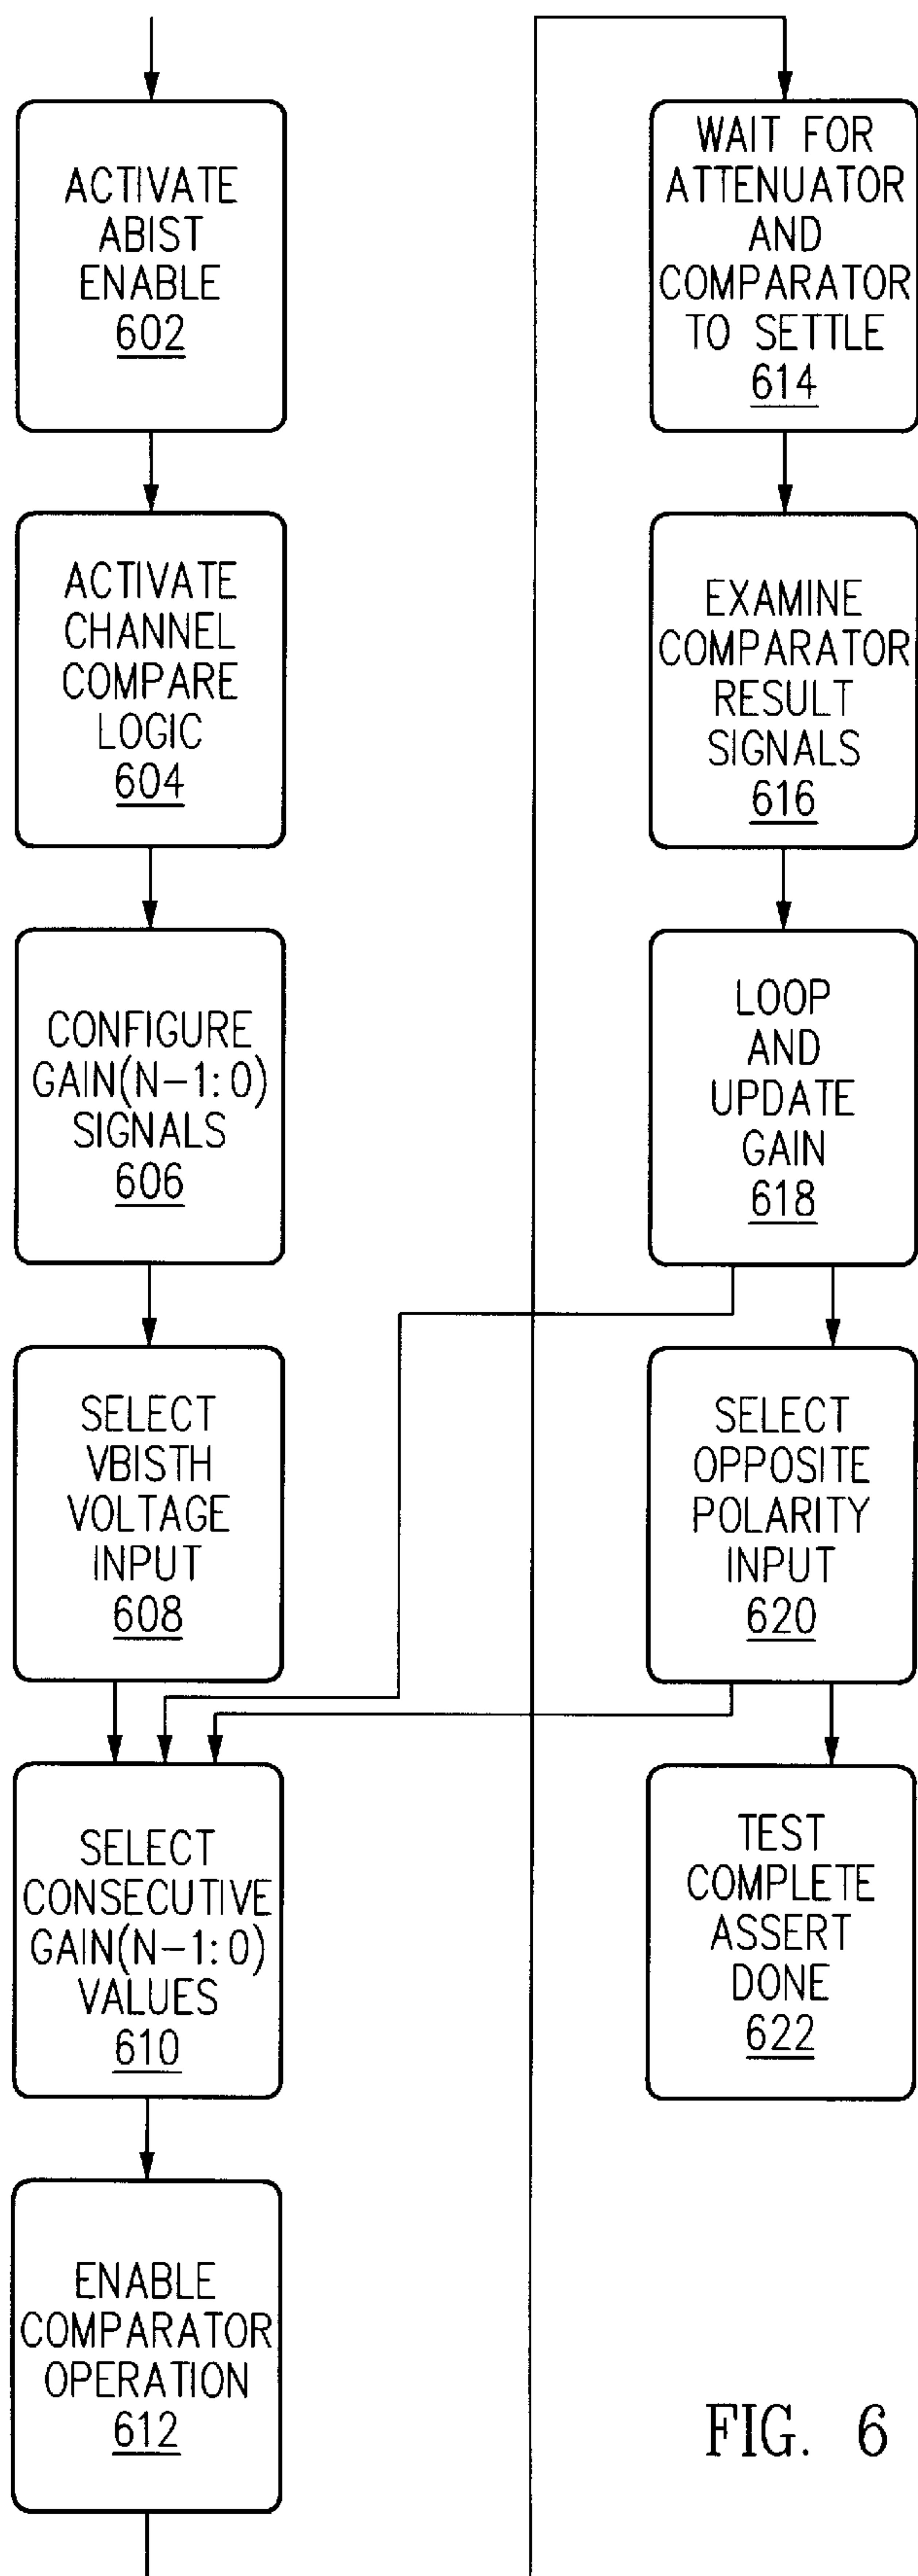 ACTIVATE
ABIST
ENABLE
602
ACTIVATE
CHANNEL
COMPARE
LOGIC
604
CONFIGURE
GAIN(N-1:0)
SIGNALS
606
SELECT
VBISTH
VOLTAGE
INPUT
608
SELECT
CONSECUTIVE
GAIN(N-1:0)
VALUES
610
ENABLE
COMPARATOR
OPERATION
612
WAIT FOR
ATTENUATOR
AND
COMPARATOR
TO SETTLE
614
EXAMINE
COMPARATOR
RESULT
SIGNALS
616
LOOP
AND
UPDATE
GAIN
618
SELECT
OPPOSITE
POLARITY
INPUT
620
TEST
COMPLETE
ASSERT
DONE
622
FIG. 6